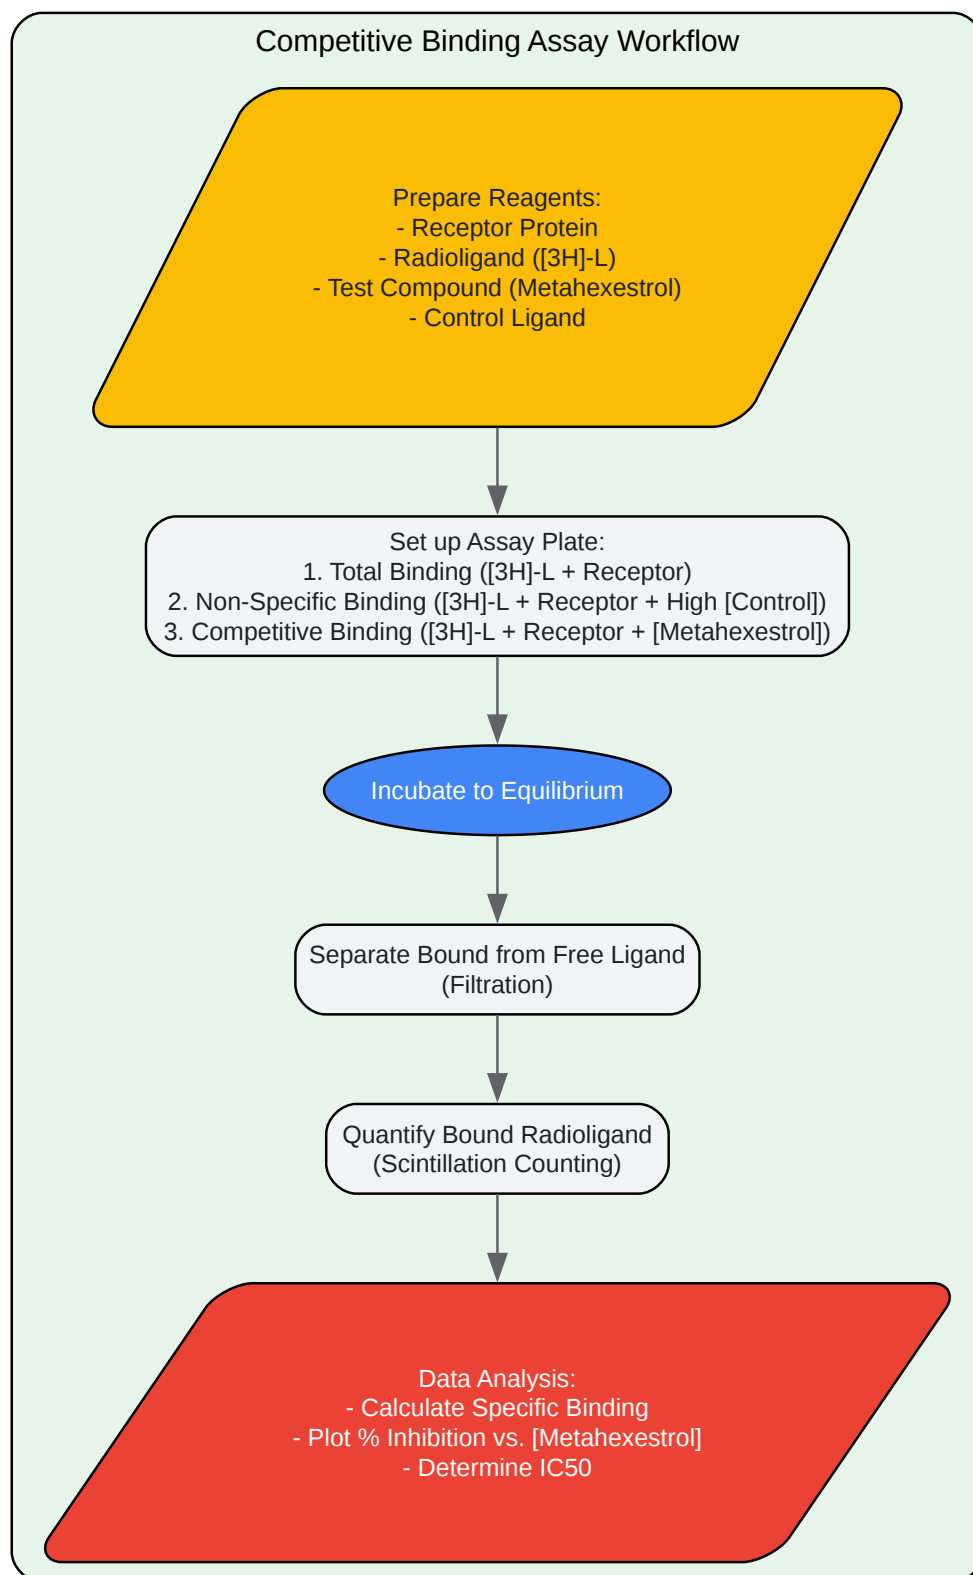 Competitive Binding Assay Workflow
Prepare Reagents:
- Receptor Protein
- Radioligand ([3H]-L)
- Test Compound (Metahexestrol)
- Control Ligand
Set up Assay Plate:
1. Total Binding ([3H]-L + Receptor)
2. Non-Specific Binding ([3H]-L + Receptor + High [Control])
3. Competitive Binding ([3H]-L + Receptor + [Metahexestrol])
Incubate to Equilibrium
Separate Bound from Free Ligand
(Filtration)
Quantify Bound Radioligand
(Scintillation Counting)
Data Analysis:
- Calculate Specific Binding
- Plot % Inhibition vs. [Metahexestrol]
- Determine IC50